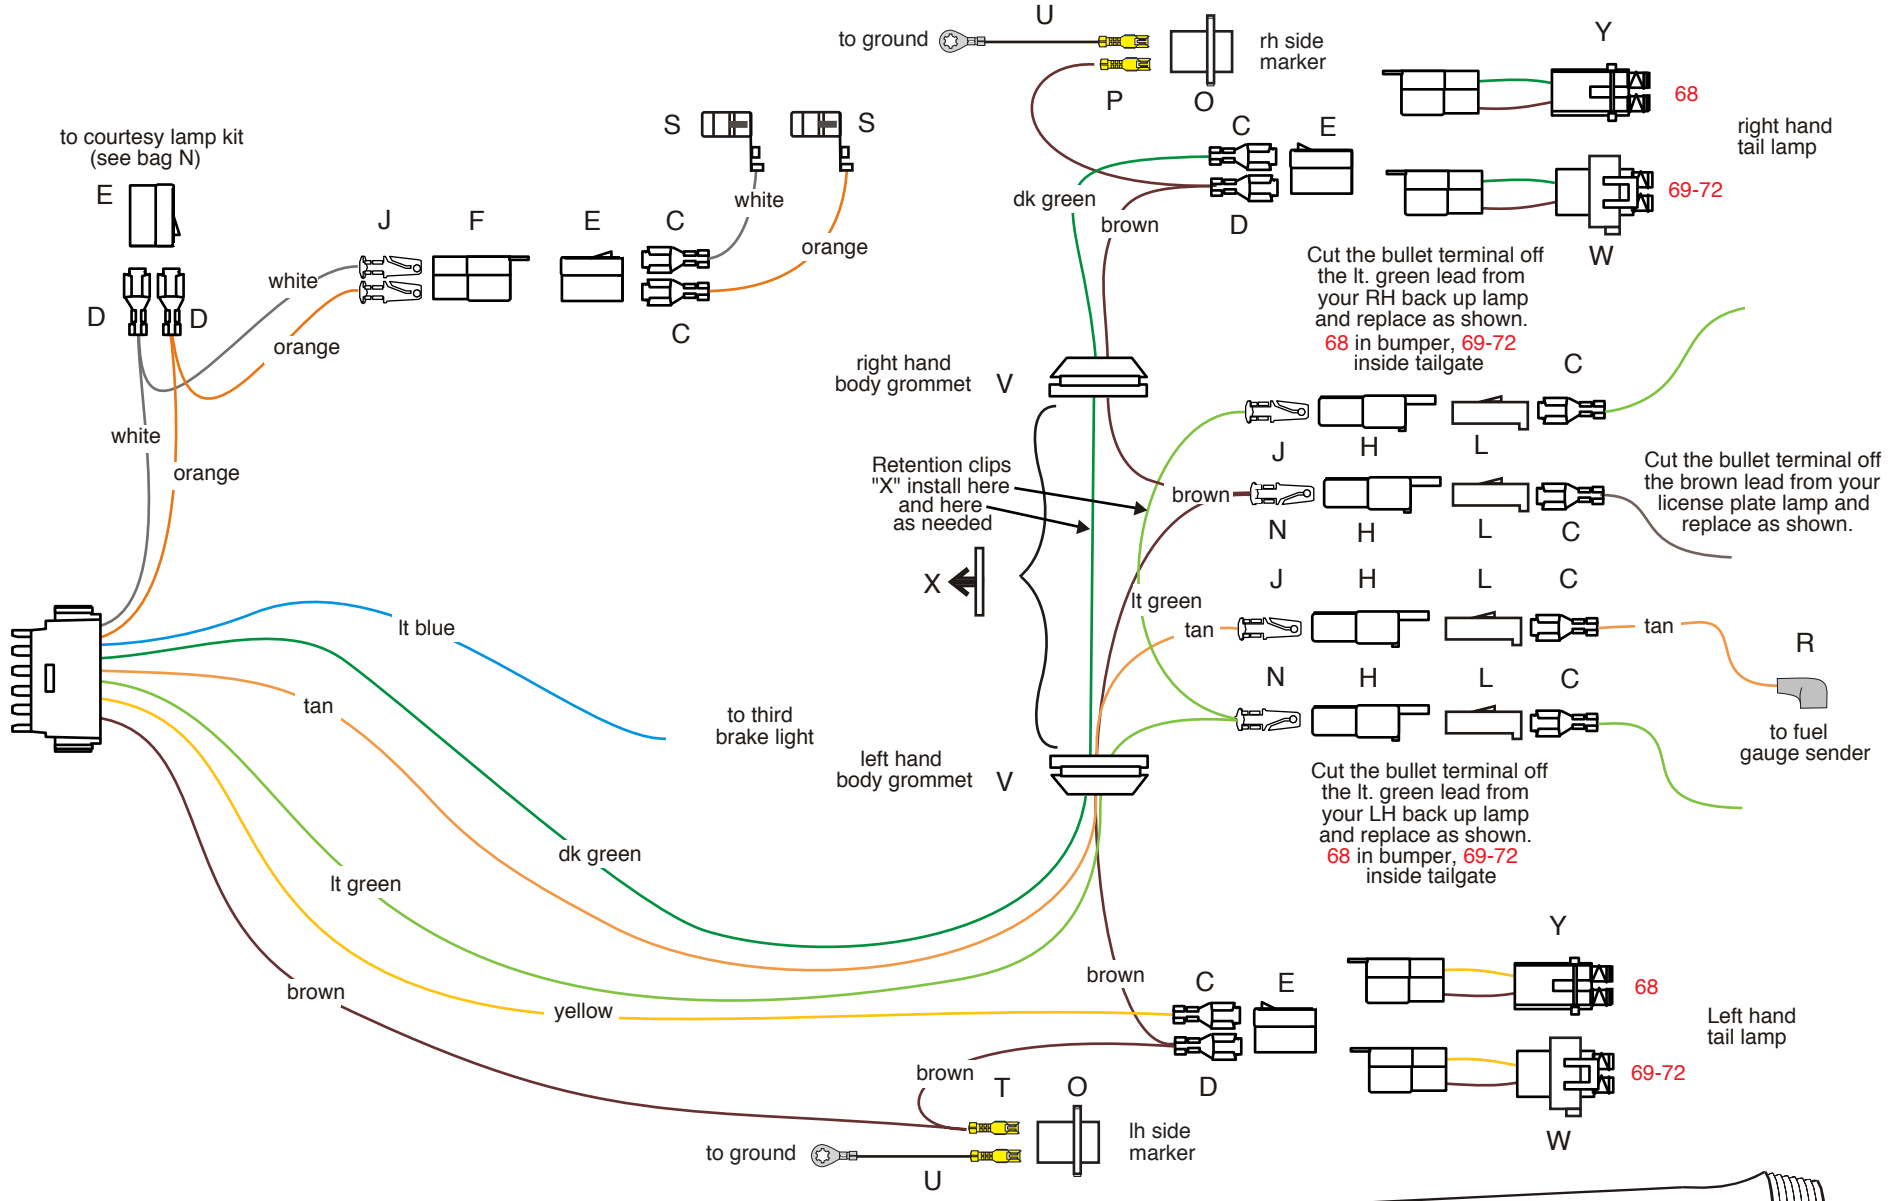 U
to ground
rh side
marker
P
O
Y
68
right hand
tail lamp
69-72
W
S
S
to courtesy lamp kit
(see bag N)
E
white
orange
J
F
E
C
C
D
D
white
orange
white
orange
C
E
dk green
brown
D
Cut the bullet terminal off
the lt. green lead from
your RH back up lamp
and replace as shown.
68 in bumper, 69-72
inside tailgate
right hand
body grommet
V
C
J
H
L
Retention clips
"X" install here
and here
as needed
X
brown
N
H
L
C
Cut the bullet terminal off
the brown lead from your
license plate lamp and
replace as shown.
J
H
L
C
lt green
tan
tan
R
to fuel
gauge sender
N
H
L
C
lt blue
tan
to third
brake light
left hand
body grommet
V
Cut the bullet terminal off
the lt. green lead from
your LH back up lamp
and replace as shown.
68 in bumper, 69-72
inside tailgate
dk green
lt green
brown
yellow
brown
C
E
Y
68
Left hand
tail lamp
69-72
W
D
brown
T
O
lh side
marker
to ground
U